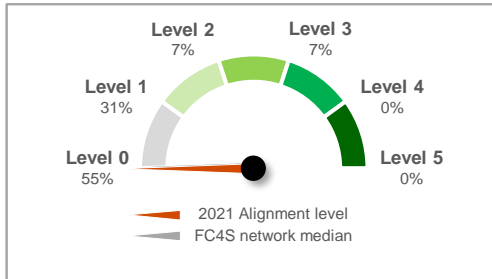 Level 2
7%
Level 3
7%
Level 1
31%
Level 4
0%
Level 0
55%
Level 5
0%
2021 Alignment level
FC4S network median